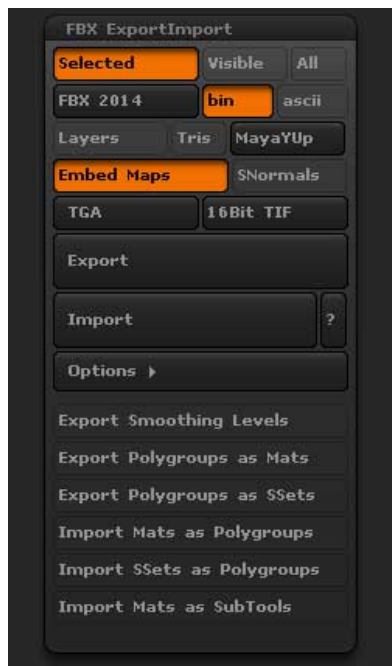 FBX ExportImport
Selected Visible All
FBX 2014 bin ascii
Layers Tris MayaYUp
Embed Maps SNormals
TGA 16Bit TIF
Export
Import ?
Options
Export Smoothing Levels
Export Polygroups as Mats
Export Polygroups as SSets
Import Mats as Polygroups
Import SSets as Polygroups
Import Mats as SubTools